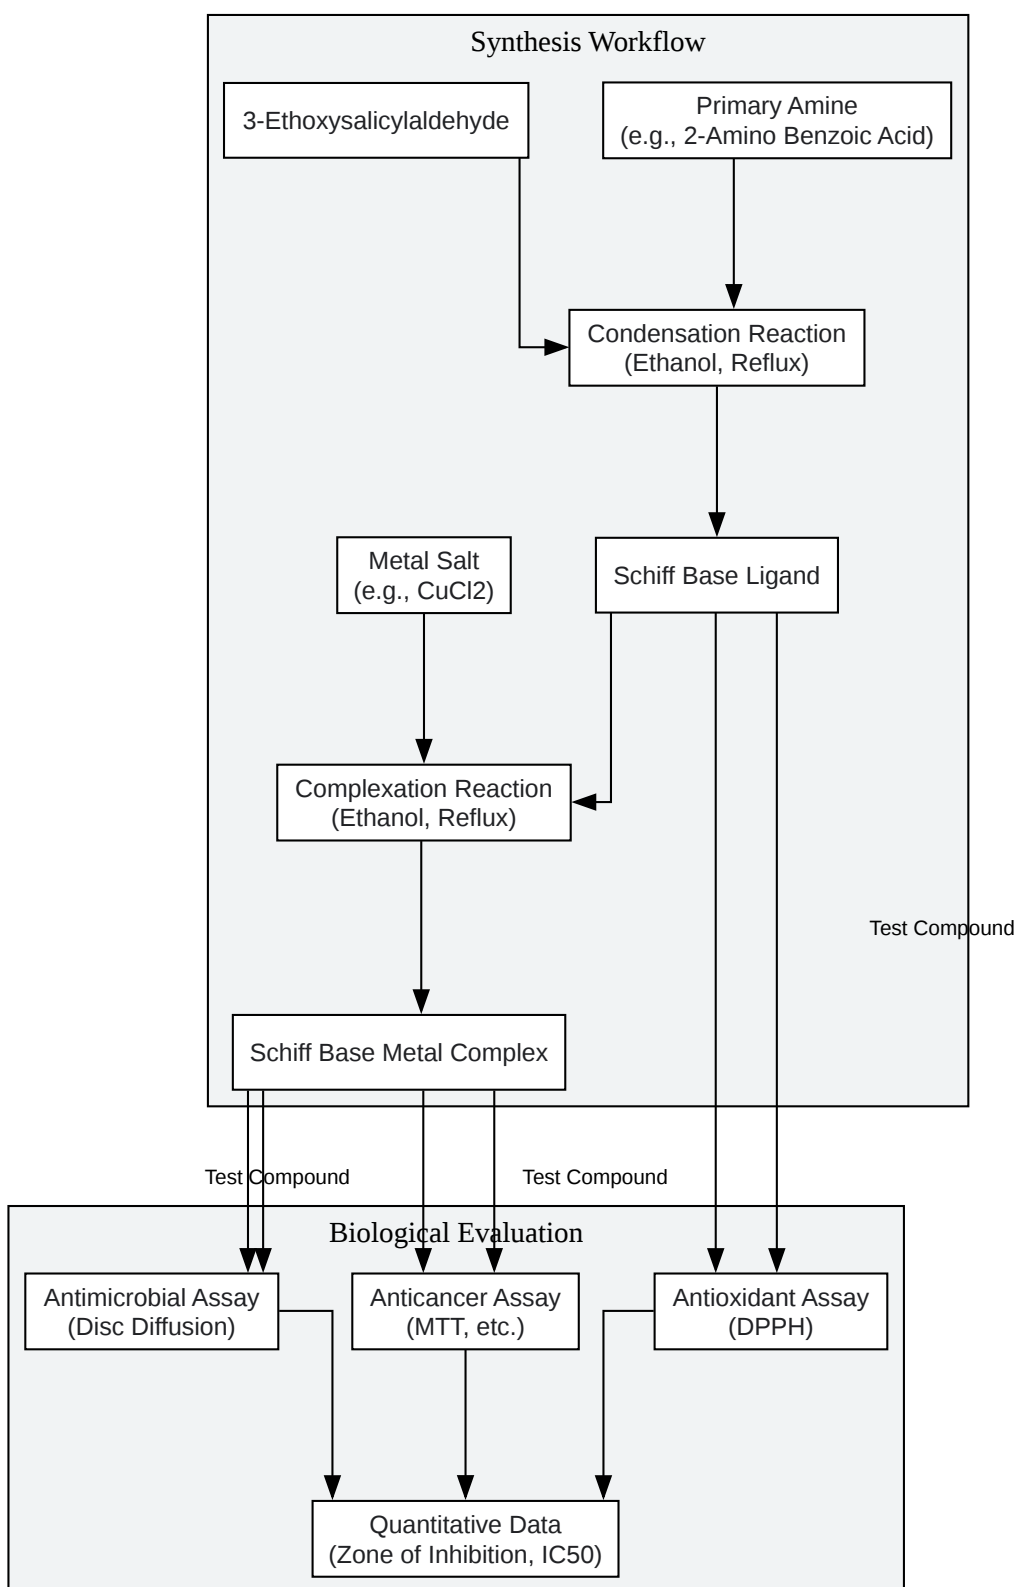 Synthesis Workflow
3-Ethoxysalicylaldehyde
Primary Amine
(e.g., 2-Amino Benzoic Acid)
Condensation Reaction
(Ethanol, Reflux)
Metal Salt
(e.g., CuCl2)
Schiff Base Ligand
Complexation Reaction
(Ethanol, Reflux)
Test Compound
Schiff Base Metal Complex
Test Compound
Test Compound
Biological Evaluation
Antimicrobial Assay
(Disc Diffusion)
Anticancer Assay
(MTT, etc.)
Antioxidant Assay
(DPPH)
Quantitative Data
(Zone of Inhibition, IC50)